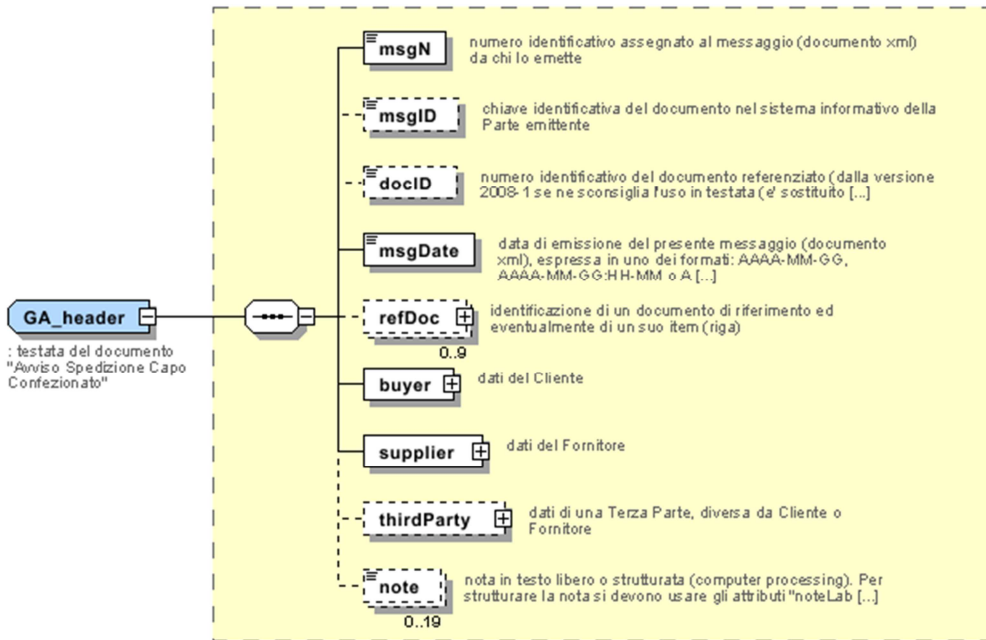 msgN
numero identificativo assegnato al messaggio (documento xml)
da chi lo emette
msgID
chiave identificativa del documento nel sistema informativo della
Parte emittente
docID
numero identificativo del documento referenziato (dalla versione
2008-1 se ne sconsiglia l'uso in testata (e' sostituito [...]
msgDate
data di emissione del presente messaggio (documento
xml), espressa in uno dei formati: AAAA-MM-GG,
AAAA-MM-GG:HH-MM o A [...]
GA_header
: testata del documento
"Avviso Spedizione Capo
Confezionato"
refDoc
0..9
identificazione di un documento di riferimento ed
eventualmente di un suo item (riga)
buyer
dati del Cliente
supplier
dati del Fornitore
thirdParty
dati di una Terza Parte, diversa da Cliente o
Fornitore
note
0..19
nota in testo libero o strutturata (computer processing). Per
strutturare la nota si devono usare gli attributi "noteLab [...]